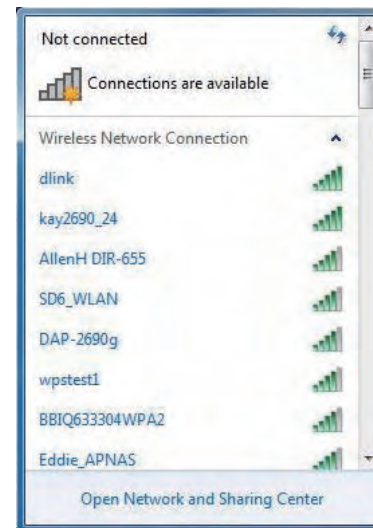 Not connected
Connections are available
Wireless Network Connection
dlink
kay2690_24
AllenH DIR-655
SD6_WLAN
DAP-2690g
wpstest1
BBIQ633304WPA2
Eddie_APNAS
Open Network and Sharing Center